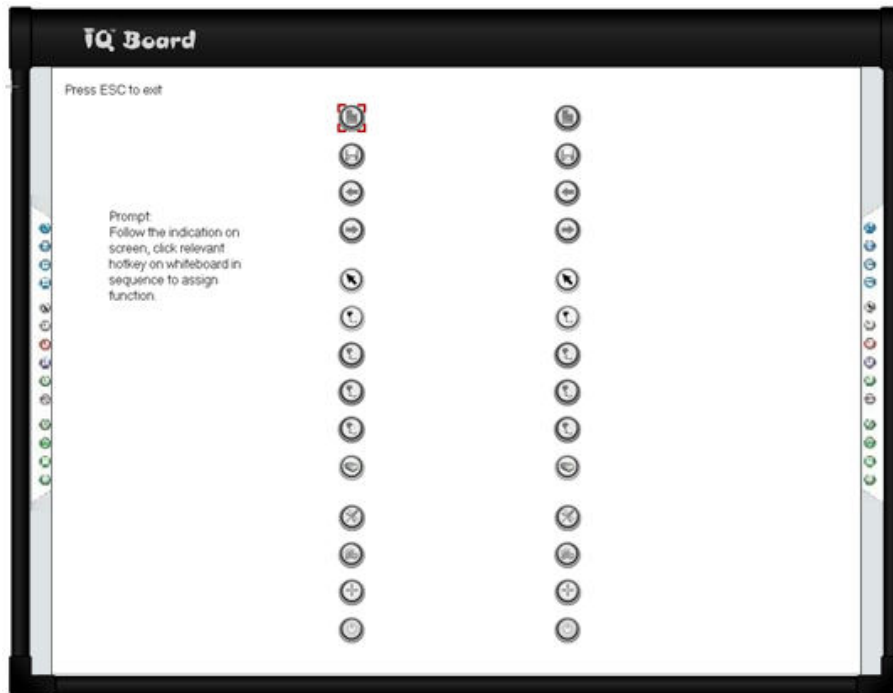 iQ Board
Press ESC to exit
Prompt:
Follow the indication on
screen, click relevant
hotkey on whiteboard in
sequence to assign
function.